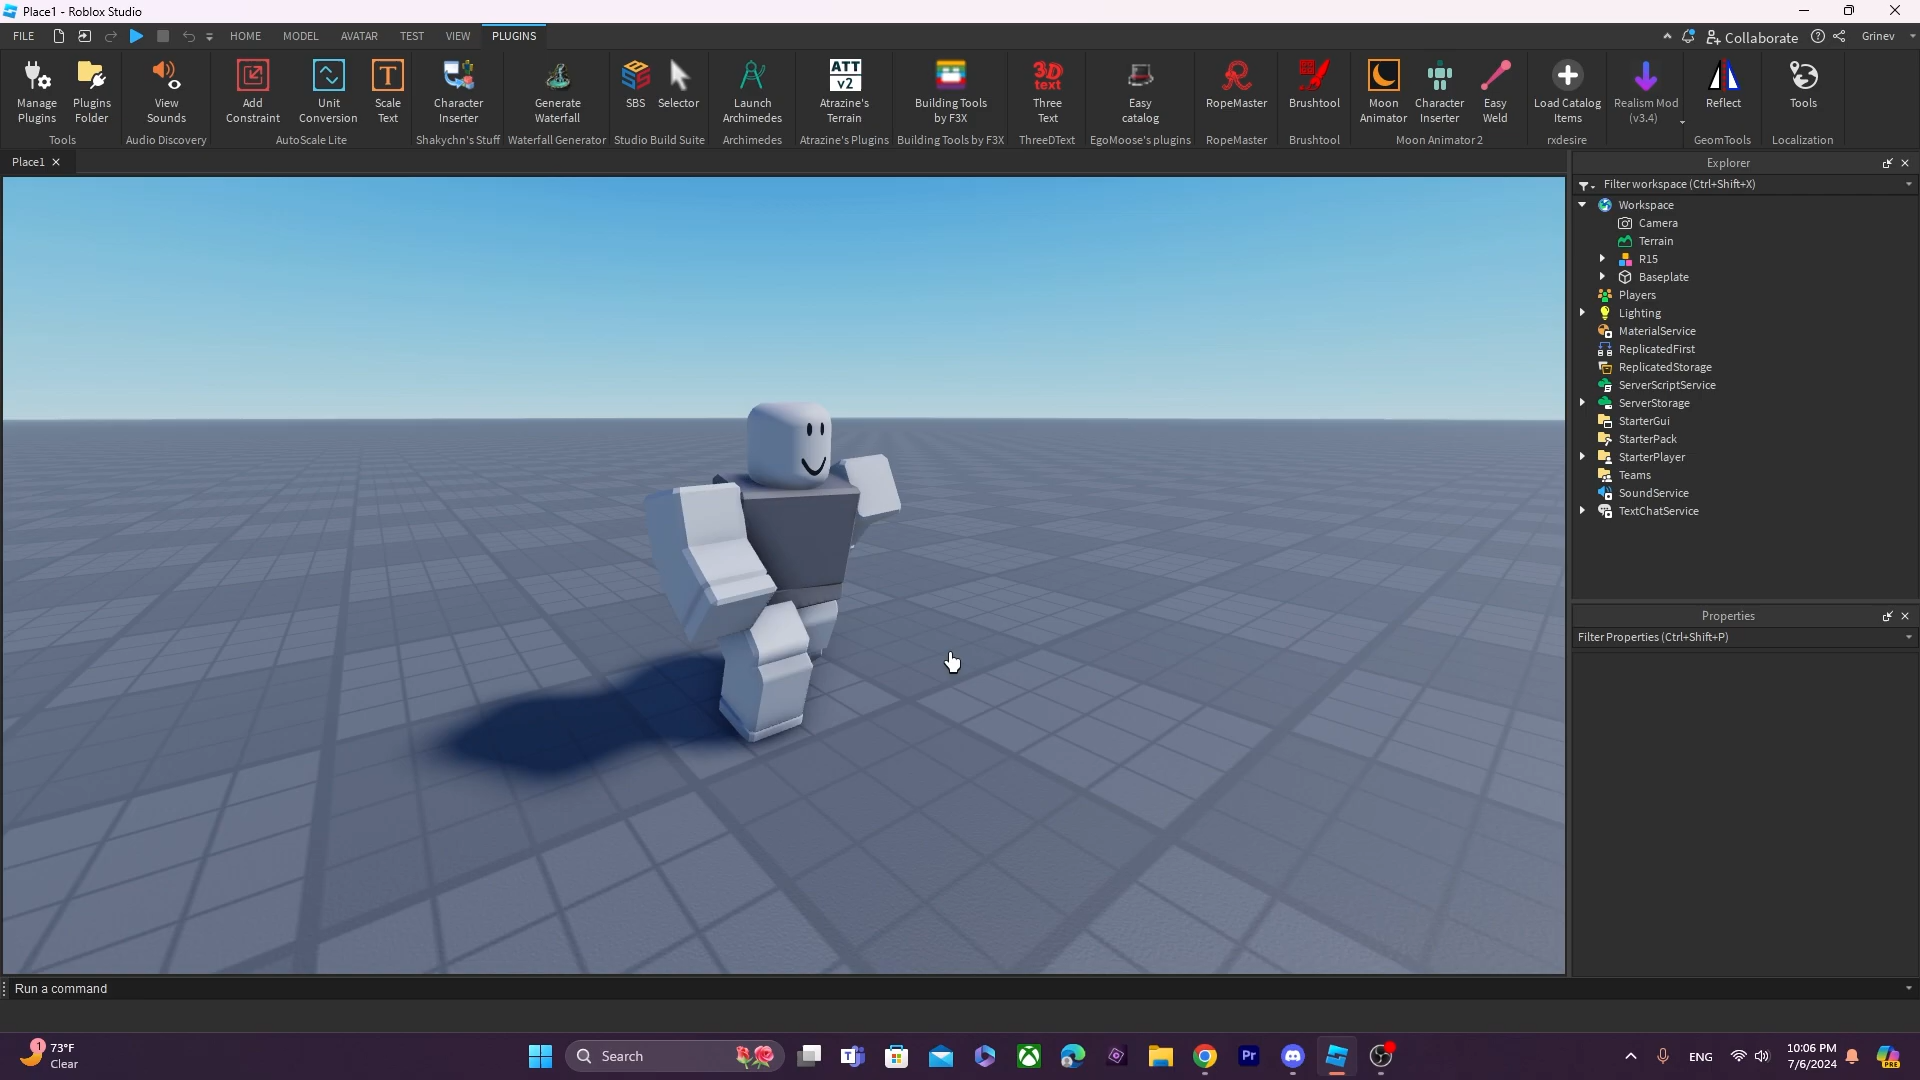 Place1 - Roblox Studio
FILE HOME MODEL AVATAR TEST VIEW PLUGINS Collaborate Grinev
Manage Plugins
Plugins Folder
View Sounds
Add Constraint
Unit Conversion
Scale Text
Character Inserter
Generate Waterfall
SBS
Selector
Launch Archimedes
ATT v2
Atrazine's Terrain
Building Tools by F3X
3D text
Three Text
Easy catalog
RopeMaster
Brushtool
Moon Animator
Character Inserter
Easy Weld
Load Catalog Items
Realism Mod (v3.4)
Reflect
Tools
Tools Audio Discovery AutoScale Lite Shakychn's Stuff Waterfall Generator Studio Build Suite Archimedes Atrazine's Plugins Building Tools by F3X ThreeDText EgoMoose's plugins RopeMaster Brushtool Moon Animator 2 rxdesire GeomTools Localization
Place1
Explorer
Filter workspace (Ctrl+Shift+X)
Workspace
Camera
Terrain
R15
Baseplate
Players
Lighting
MaterialService
ReplicatedFirst
ReplicatedStorage
ServerScriptService
ServerStorage
StarterGui
StarterPack
StarterPlayer
Teams
SoundService
TextChatService
Properties
Filter Properties (Ctrl+Shift+P)
Run a command
1
73°F
Clear
Search
Pr
ENG
10:06 PM
7/6/2024
PRE